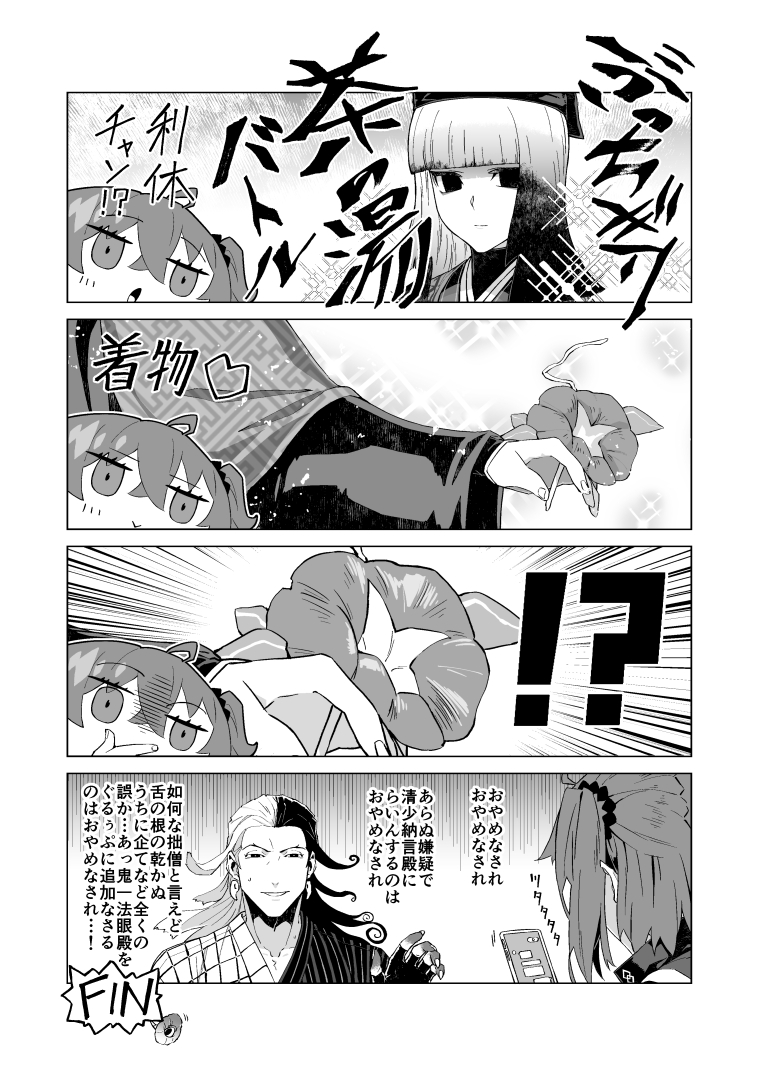 ぶっちぎり
茶の湯
バトル
利休
チャン!?
着物♡
!?
おやめなされ
おやめなされ
ツタタタタ
あらぬ嫌疑で
清少納言殿に
らいんするのは
おやめなされ
如何な拙僧と言えど
舌の根の乾かぬ
うちに企てなど全くの
誤か…あっ鬼一法眼殿を
ぐるぅぷに追加なさる
のはおやめなされ…!
FIN